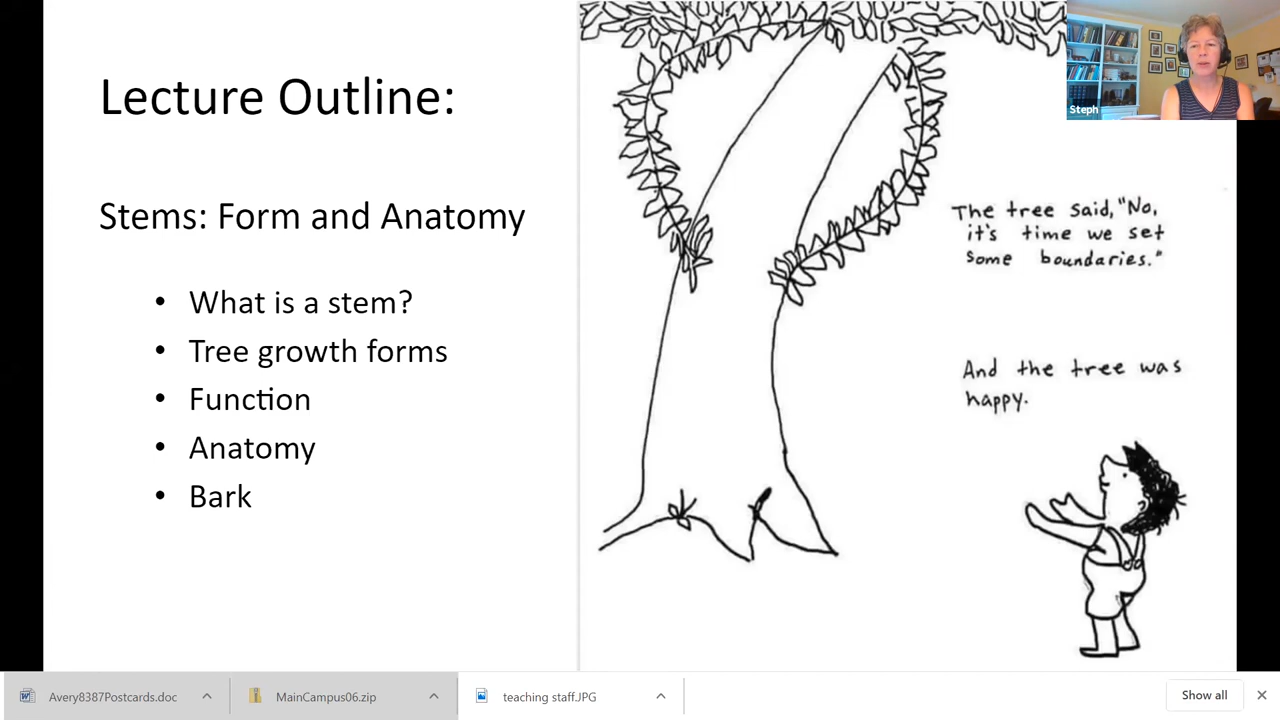 Lecture Outline:
Stems: Form and Anatomy
• What is a stem?
• Tree growth forms
• Function
• Anatomy
• Bark
The tree said, "No,
it's time we set
some boundaries."
And the tree was
happy.
Steph
Avery8387Postcards.doc
MainCampus06.zip
teaching staff.JPG
Show all